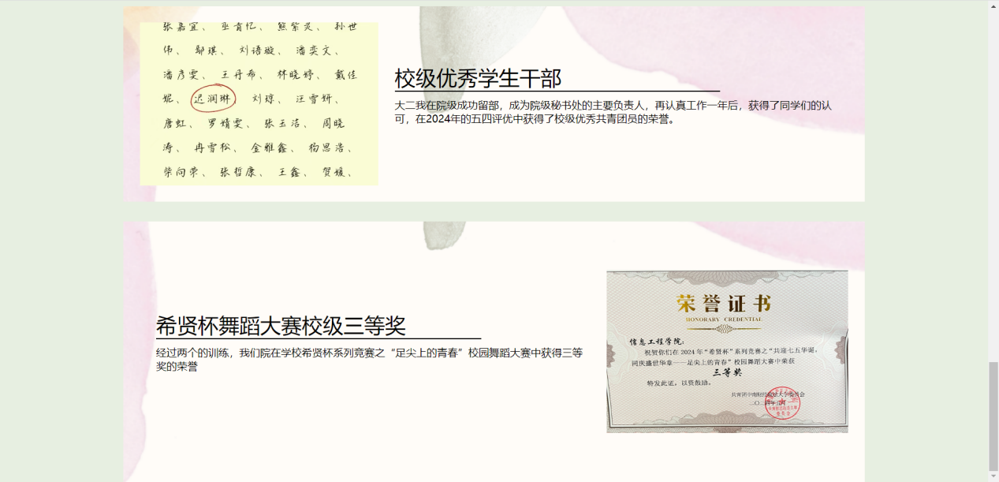 张嘉宜、 巫肯忆、 熊紫灵、 孙世
伟、 鄢琪、 刘语璇、 潘奕文、
潘彦雯、 王丹希、 林晓婷、 戴佳
妮、 迟润琳、 刘琼、 汪雪妍、
唐虹、 罗婧雯、 张玉洁、 周晓
涛、 冉雪松、 金雅鑫、 杨思浩、
柴向荣、 张哲康、 王鑫、 贺媛、
校级优秀学生干部
大二我在院级成功留部，成为院级秘书处的主要负责人，再认真工作一年后，获得了同学们的认
可，在2024年的五四评优中获得了校级优秀共青团员的荣誉。
希贤杯舞蹈大赛校级三等奖
经过两个的训练，我们院在学校希贤杯系列竞赛之“足尖上的青春”校园舞蹈大赛中获得三等
奖的荣誉
荣誉证书
HONORARY CREDENTIAL
信息工程学院：
祝贺你们在2024年“希贤杯”系列竞赛之“共迎七五华诞，
同庆盛世华章——足尖上的青春”校园舞蹈大赛中荣获
三等奖
特发此证，以资鼓励。
共青团中南财经政法大学委员会